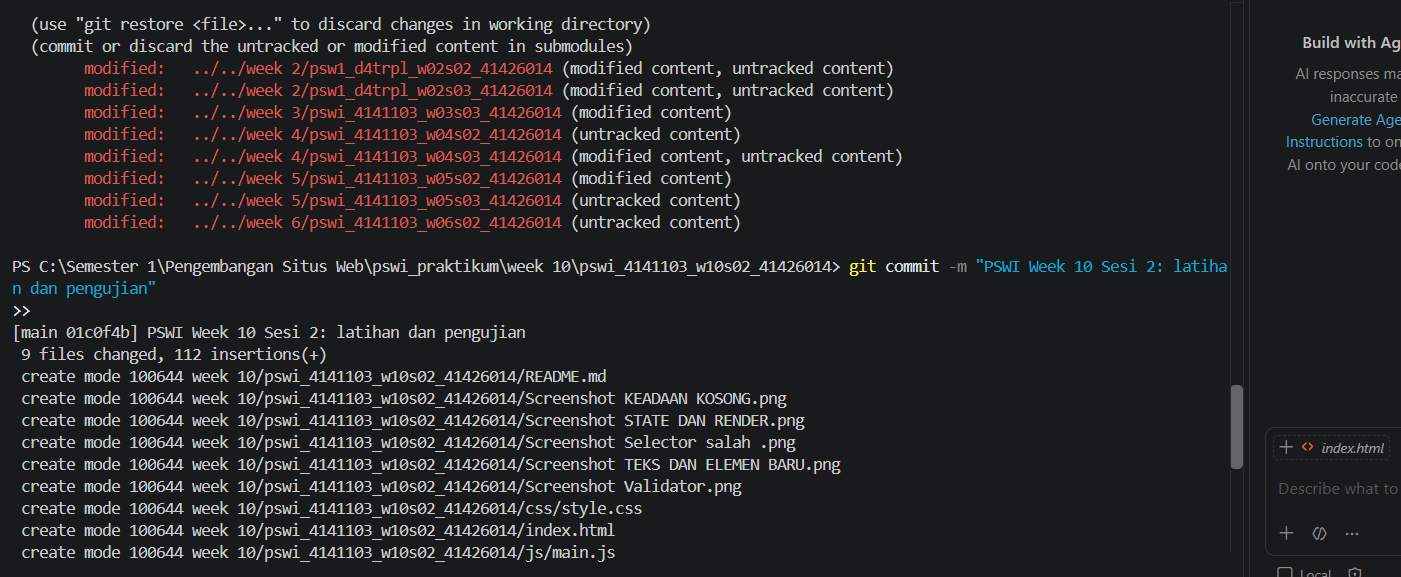 (use "git restore <file>..." to discard changes in working directory)
(commit or discard the untracked or modified content in submodules)
modified: ../../week 2/psw1_d4trpl_w02s02_41426014 (modified content, untracked content)
modified: ../../week 2/psw1_d4trpl_w02s03_41426014 (modified content, untracked content)
modified: ../../week 3/pswi_4141103_w03s03_41426014 (modified content)
modified: ../../week 4/pswi_4141103_w04s02_41426014 (untracked content)
modified: ../../week 4/pswi_4141103_w04s03_41426014 (modified content, untracked content)
modified: ../../week 5/pswi_4141103_w05s02_41426014 (modified content)
modified: ../../week 5/pswi_4141103_w05s03_41426014 (untracked content)
modified: ../../week 6/pswi_4141103_w06s02_41426014 (untracked content)
PS C:\Semester 1\Pengembangan Situs Web\pswi_praktikum\week 10\pswi_4141103_w10s02_41426014> git commit -m "PSWI Week 10 Sesi 2: latiha
n dan pengujian"
>>
[main 01c0f4b] PSWI Week 10 Sesi 2: latihan dan pengujian
9 files changed, 112 insertions(+)
create mode 100644 week 10/pswi_4141103_w10s02_41426014/README.md
create mode 100644 week 10/pswi_4141103_w10s02_41426014/Screenshot KEADAAN KOSONG.png
create mode 100644 week 10/pswi_4141103_w10s02_41426014/Screenshot STATE DAN RENDER.png
create mode 100644 week 10/pswi_4141103_w10s02_41426014/Screenshot Selector salah .png
create mode 100644 week 10/pswi_4141103_w10s02_41426014/Screenshot TEKS DAN ELEMEN BARU.png
create mode 100644 week 10/pswi_4141103_w10s02_41426014/Screenshot Validator.png
create mode 100644 week 10/pswi_4141103_w10s02_41426014/css/style.css
create mode 100644 week 10/pswi_4141103_w10s02_41426014/index.html
create mode 100644 week 10/pswi_4141103_w10s02_41426014/js/main.js
Build with Ag
AI responses ma
inaccurate
Generate Age
Instructions to on
AI onto your code
index.html
Describe what to
Local